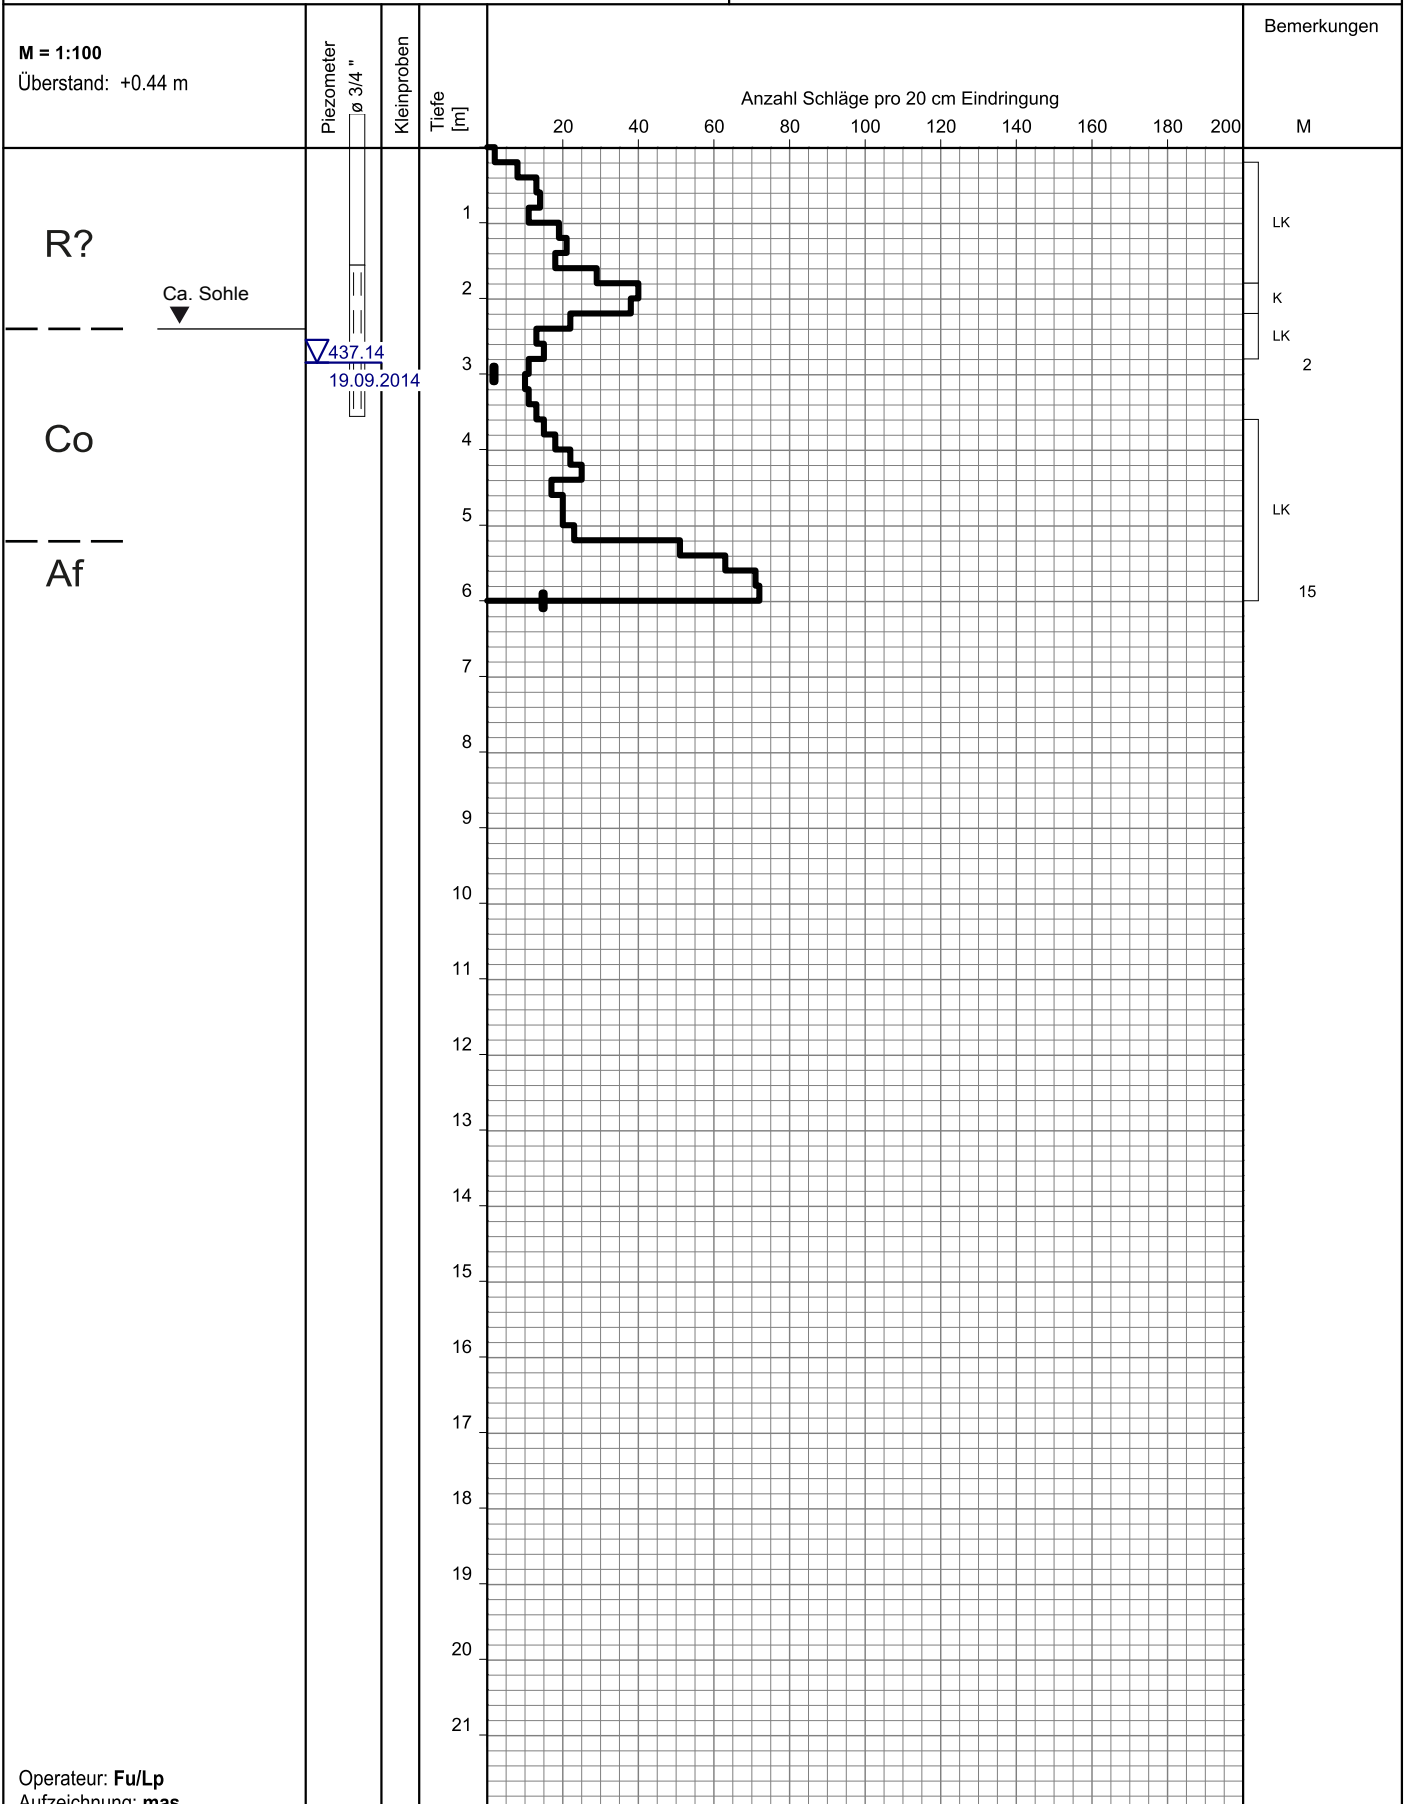 M = 1:100
Überstand: +0.44 m
Piezometer
ø 3/4 "
Kleinproben
Tiefe
[m]
Anzahl Schläge pro 20 cm Eindringung
20 40 60 80 100 120 140 160 180 200
Bemerkungen
M
R?
Ca. Sohle
437.14
19.09.2014
Co
Af
1
2
3
4
5
6
7
8
9
10
11
12
13
14
15
16
17
18
19
20
21
LK
K
LK
2
LK
15
Operateur: Fu/Lp
Aufzeichnung: mas